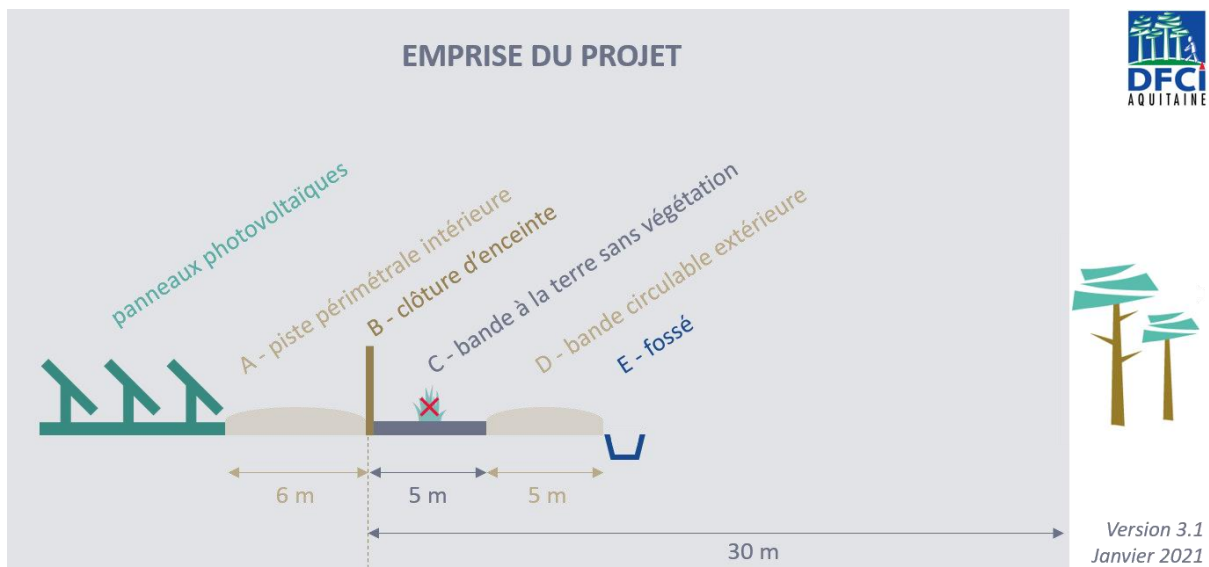 EMPRISE DU PROJET
DFCi
AQUITAINE
panneaux photovoltaïques
A - piste périmétrale intérieure
B - clôture d'enceinte
C - bande à la terre sans végétation
D - bande circulable extérieure
E - fossé
6 m
5 m
5 m
30 m
Version 3.1
Janvier 2021